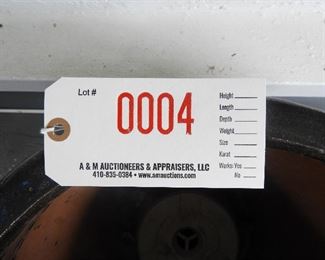 Lot #
0004
Height
Length
Depth
Weight
Size
Karat
Works: Yes
No
A & M AUCTIONEERS & APPRAISERS, LLC
410-835-0384 • www.amauctions.com